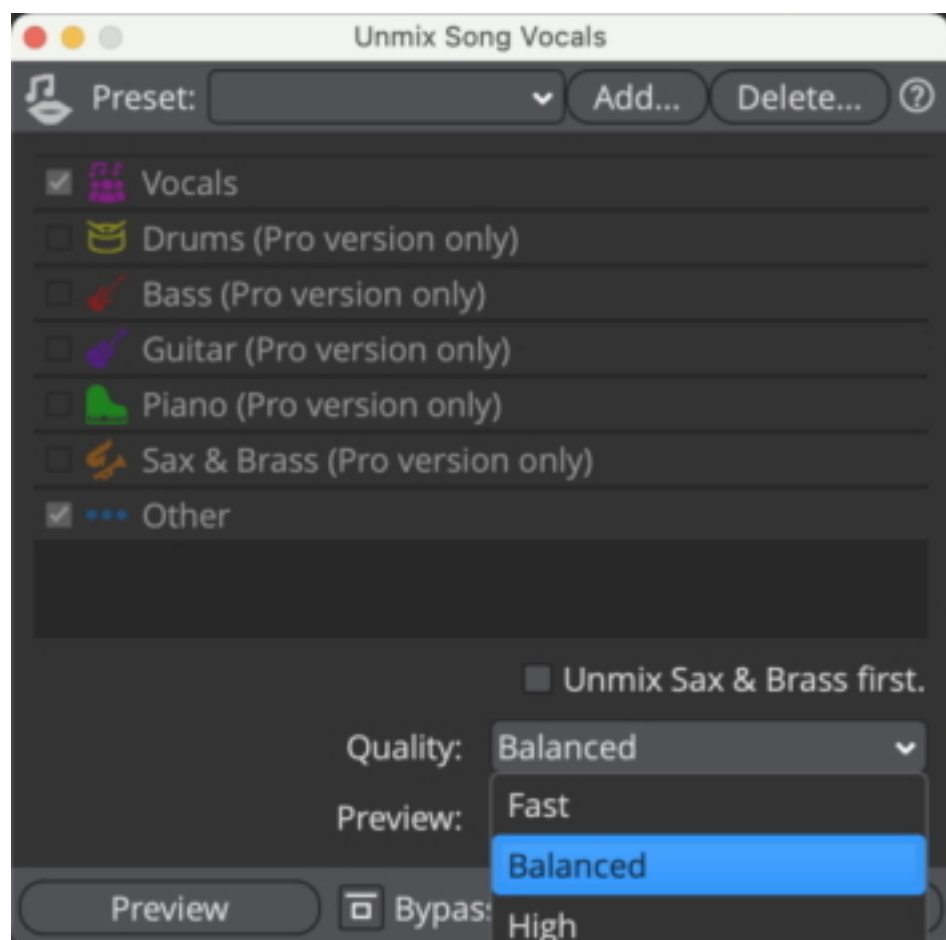 Unmix Song Vocals
Preset: Add... Delete... ?
Vocals
Drums (Pro version only)
Bass (Pro version only)
Guitar (Pro version only)
Piano (Pro version only)
Sax & Brass (Pro version only)
Other
Unmix Sax & Brass first.
Quality: Balanced
Fast
Preview:
Balanced
Preview Bypas
High